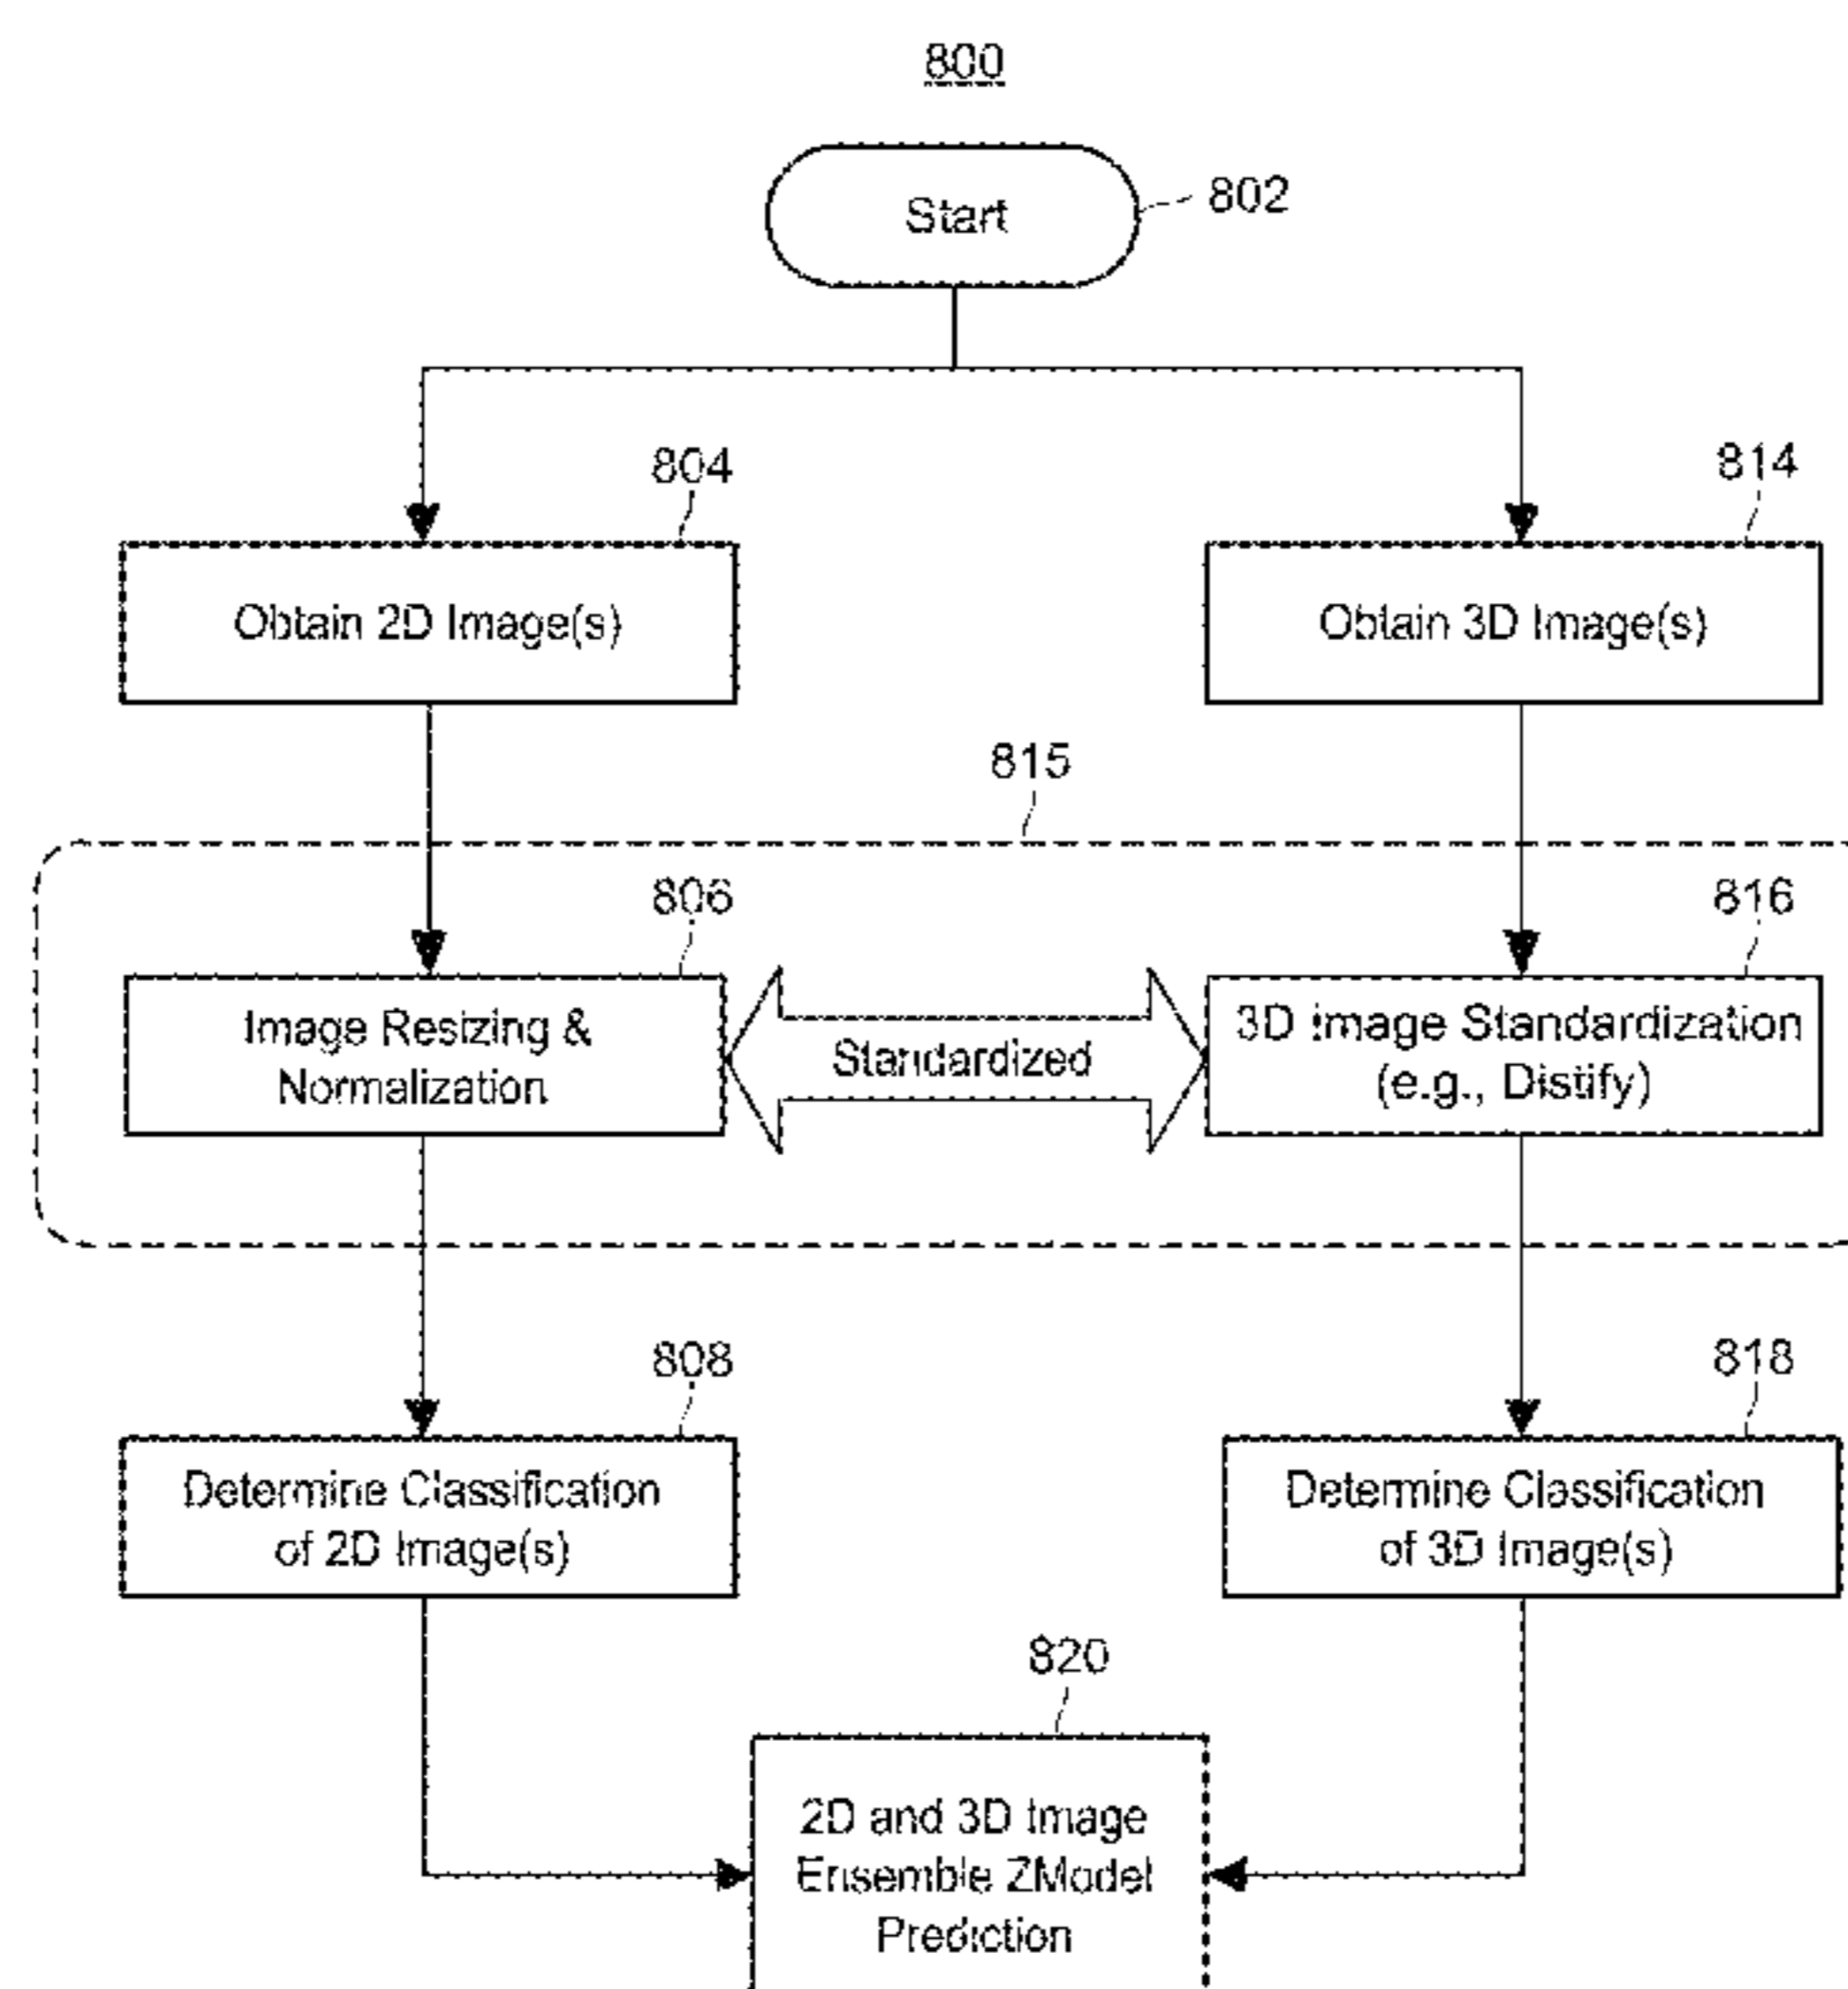 800
Start
802
804
814
Obtain 2D Image(s)
Obtain 3D Image(s)
815
806
816
Image Resizing &
Normalization
Standardized
3D Image Standardization
(e.g., Distify)
808
818
Determine Classification
of 2D Image(s)
Determine Classification
of 3D Image(s)
820
2D and 3D Image
Ensemble ZModel
Prediction